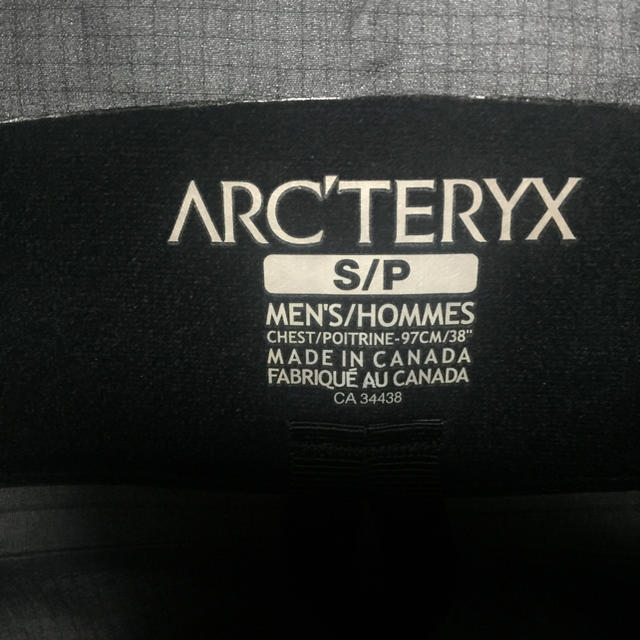 ARC'TERYX
S/P
MEN'S/HOMMES
CHEST/POITRINE-97CM/38"
MADE IN CANADA
FABRIQUÉ AU CANADA
CA 34438